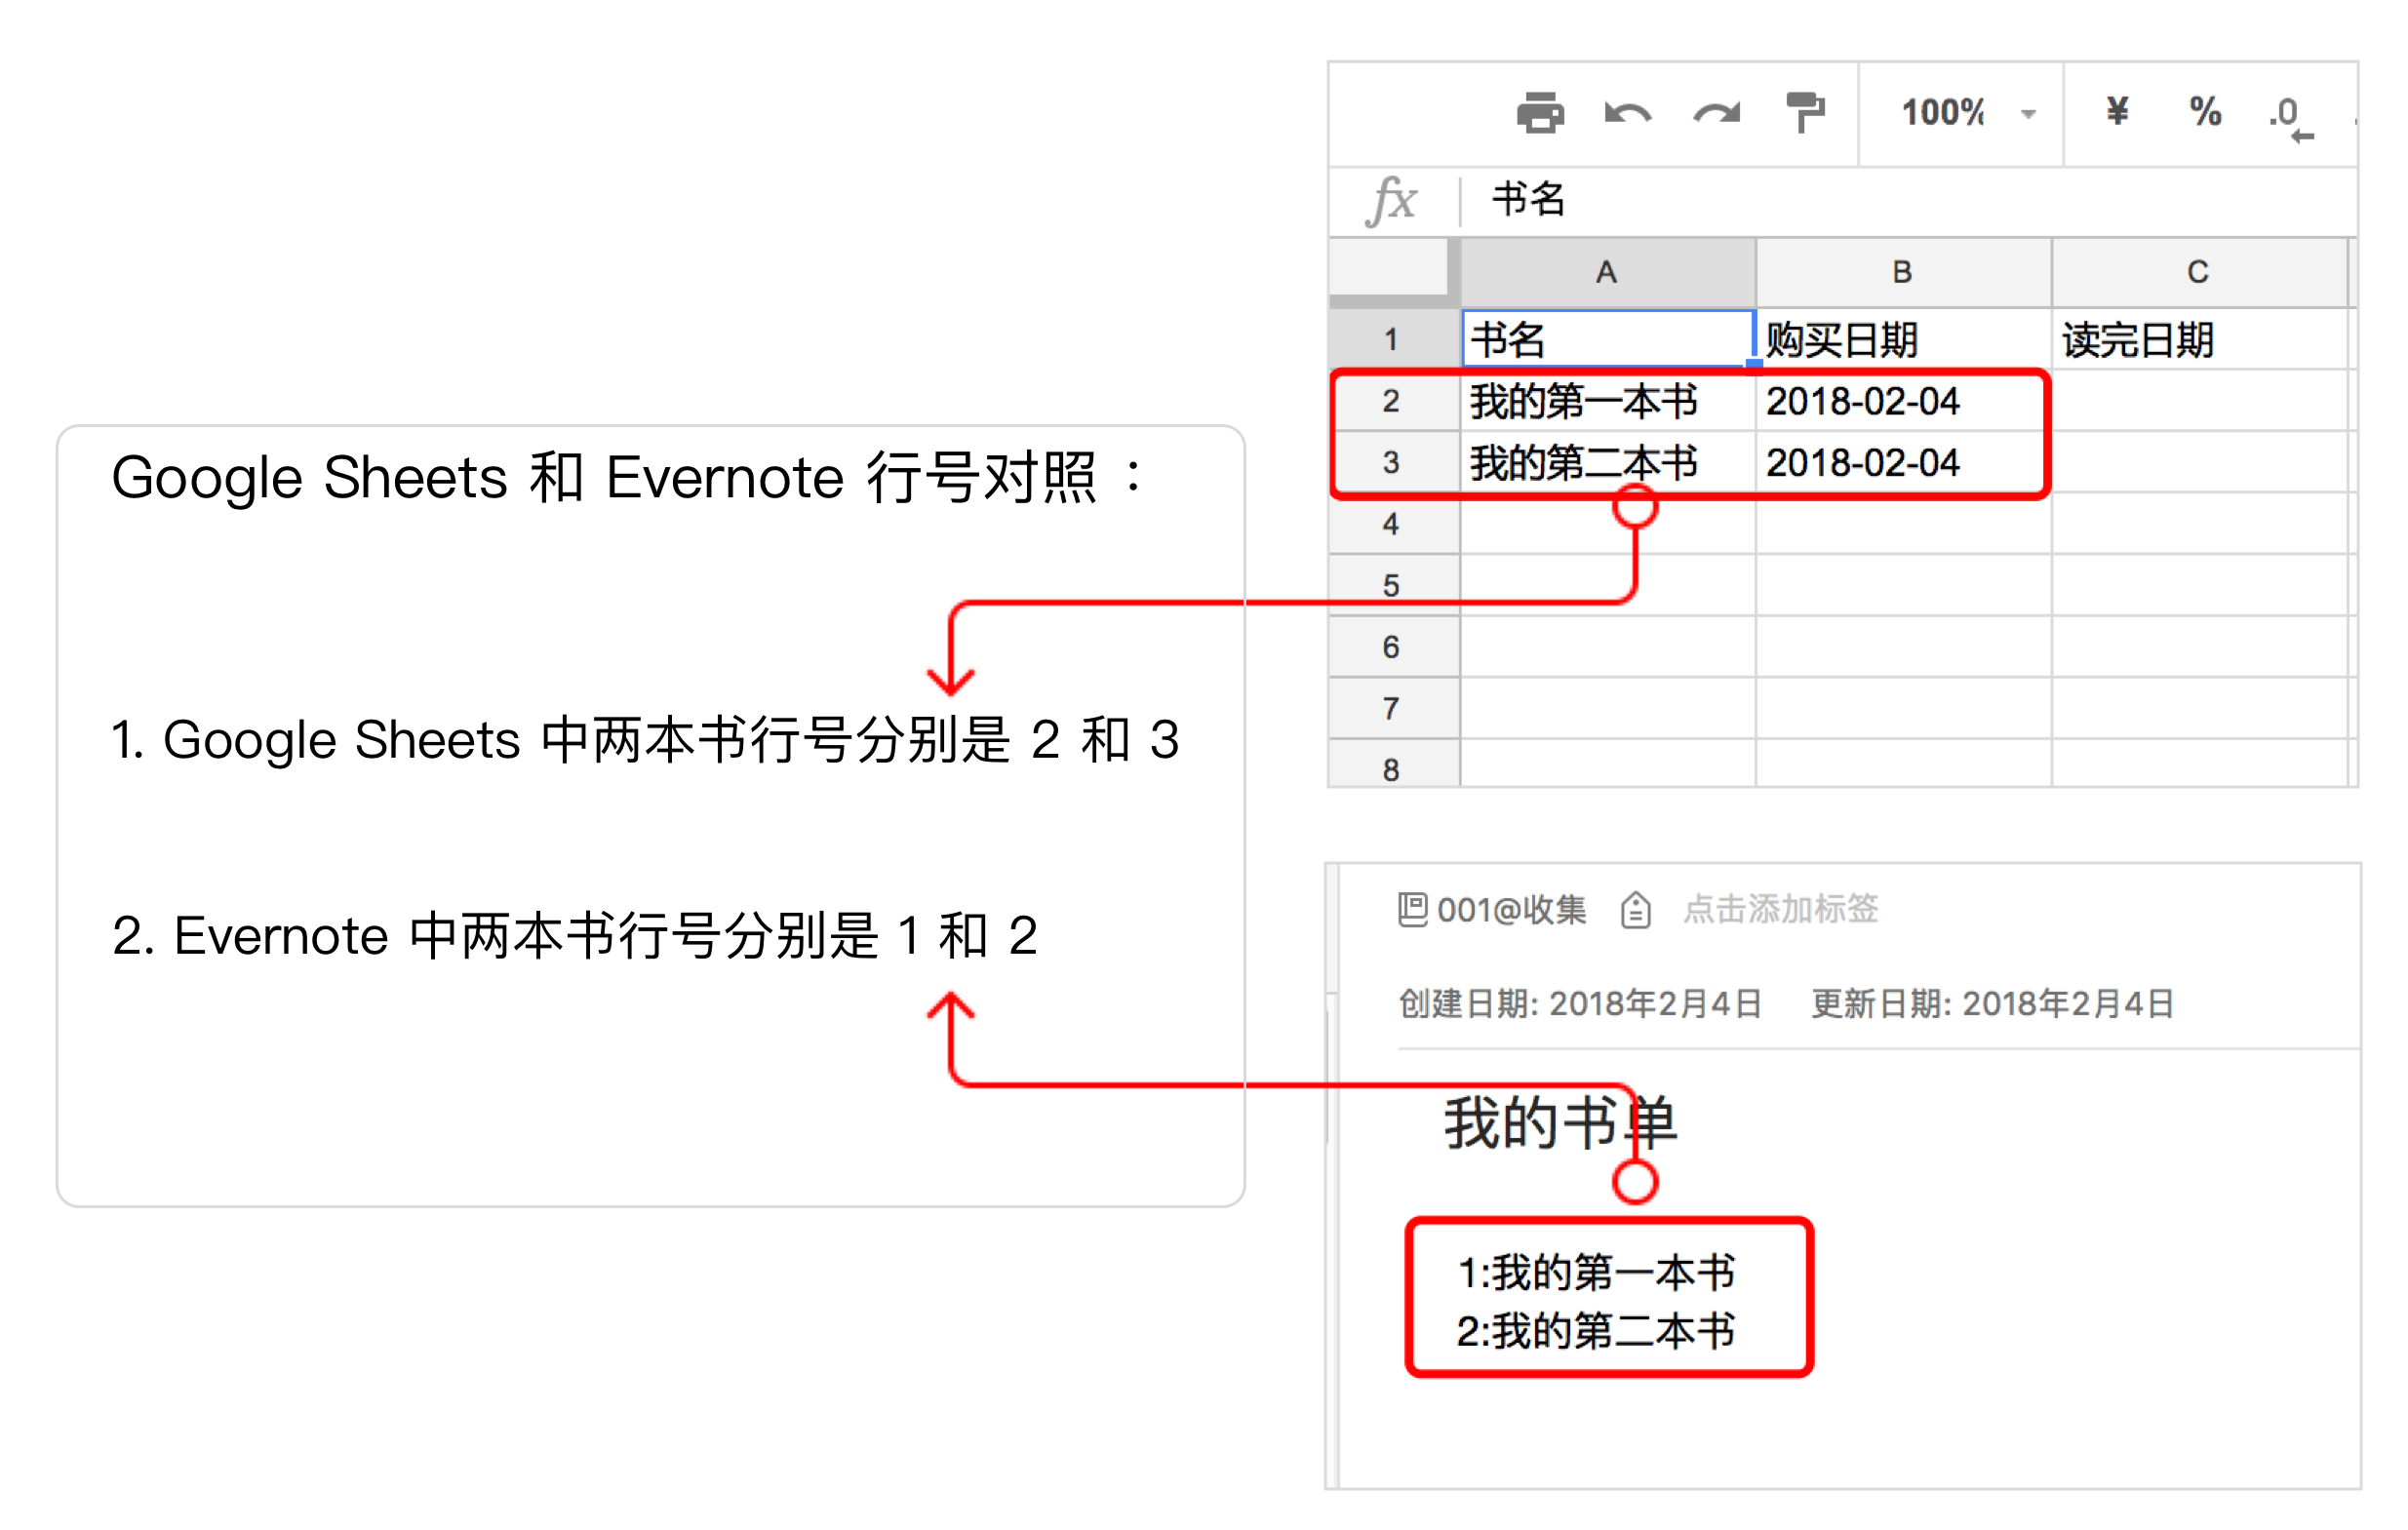 Google Sheets 和 Evernote 行号对照：
1. Google Sheets 中两本书行号分别是 2 和 3
2. Evernote 中两本书行号分别是 1 和 2
100% ¥ % .0
fx 书名
A B C
1 书名 购买日期 读完日期
2 我的第一本书 2018-02-04
3 我的第二本书 2018-02-04
4
5
6
7
8
001@收集 点击添加标签
创建日期: 2018年2月4日 更新日期: 2018年2月4日
我的书单
1:我的第一本书
2:我的第二本书